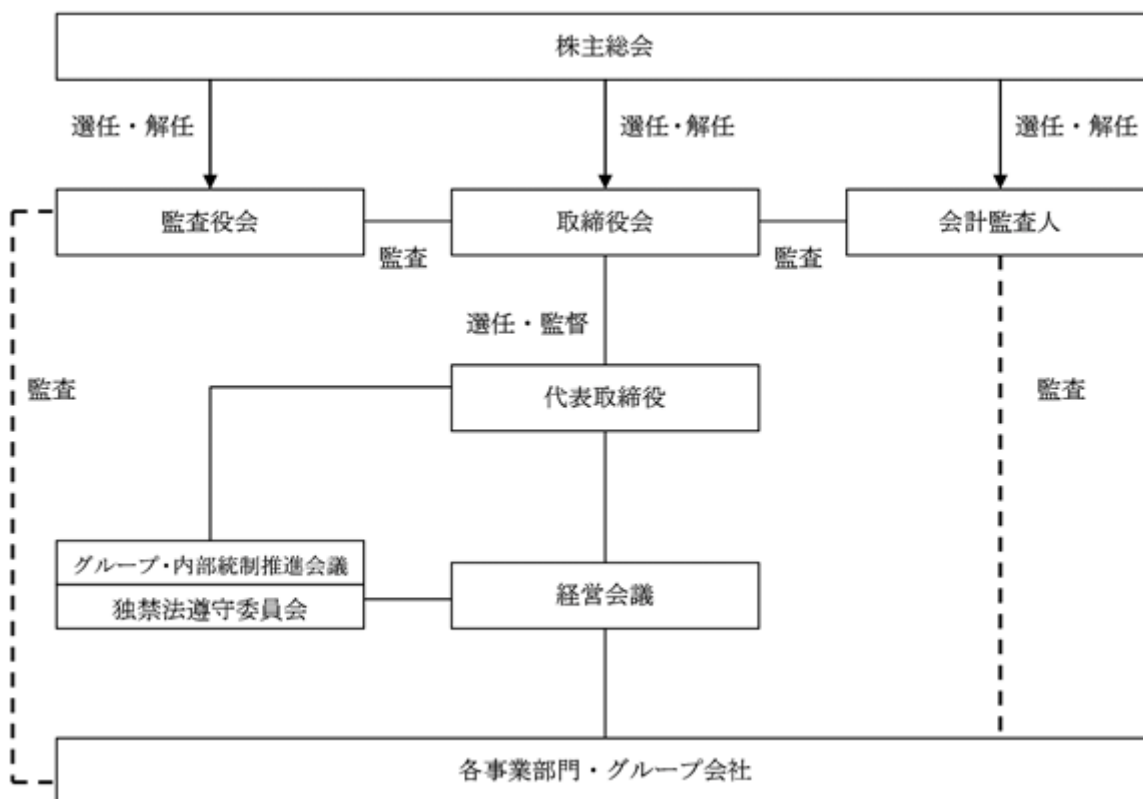 株主総会
選任・解任
選任・解任
選任・解任
監査役会
取締役会
会計監査人
監査
監査
選任・監督
監査
代表取締役
監査
グループ・内部統制推進会議
独禁法遵守委員会
経営会議
各事業部門・グループ会社